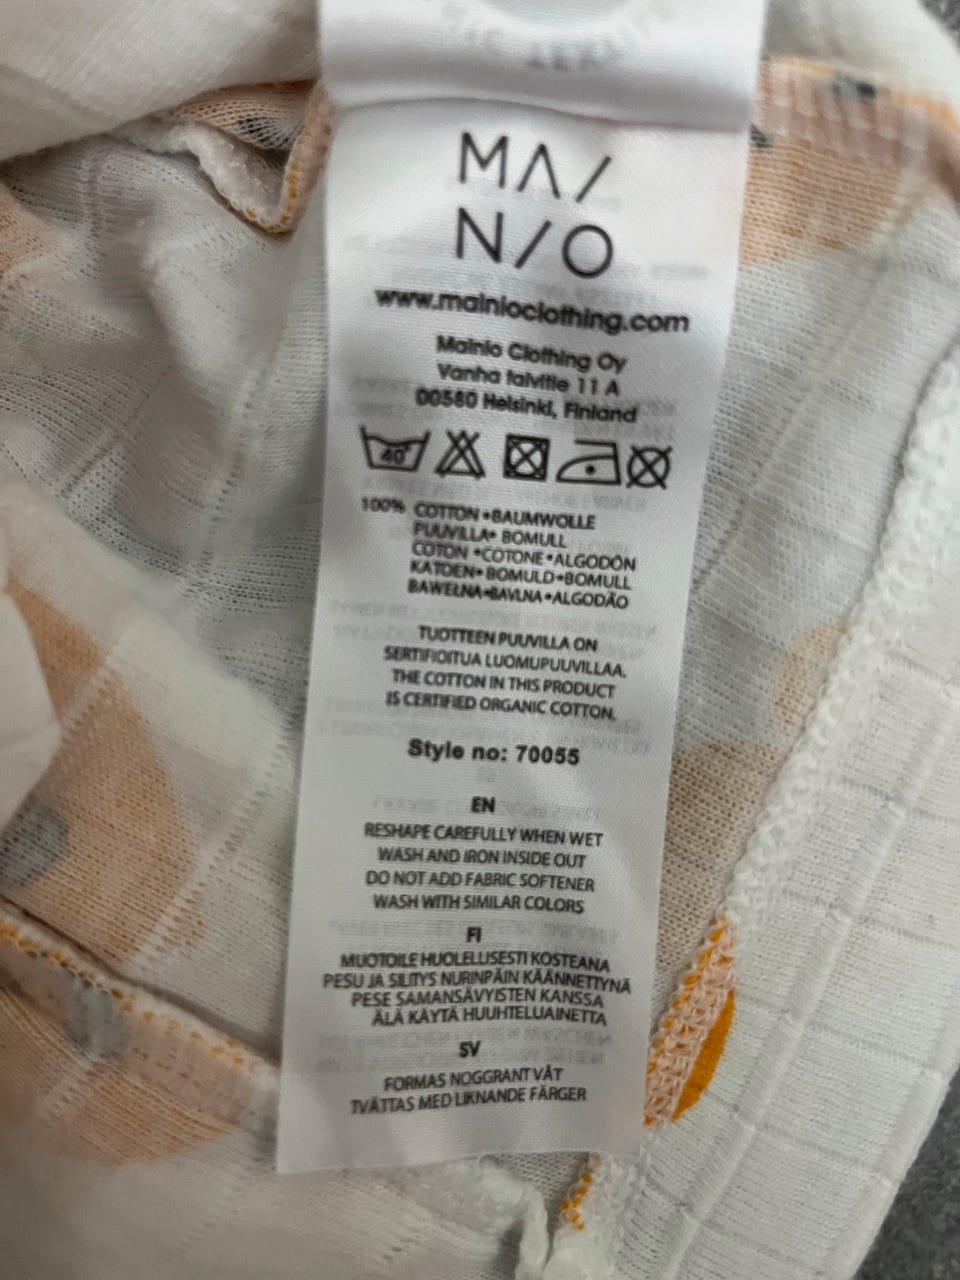 MA/
N/O
www.mainioclothing.com
Mainio Clothing Oy
Vanha talvitie 11 A
00580 Helsinki, Finland
40°
100% COTTON•BAUMWOLLE
PUUVILLA• BOMULL
COTON •COTONE•ALGODÓN
KATOEN• BOMULD•BOMULL
BAWEŁNA•BAVLNA•ALGODÃO
TUOTTEEN PUUVILLA ON
SERTIFIOITUA LUOMUPUUVILLAA.
THE COTTON IN THIS PRODUCT
IS CERTIFIED ORGANIC COTTON.
Style no: 70055
EN
RESHAPE CAREFULLY WHEN WET
WASH AND IRON INSIDE OUT
DO NOT ADD FABRIC SOFTENER
WASH WITH SIMILAR COLORS
FI
MUOTOILE HUOLELLISESTI KOSTEANA
PESU JA SILITYS NURINPÄIN KÄÄNNETTYNÄ
PESE SAMANSÄVYISTEN KANSSA
ÄLÄ KÄYTÄ HUUHTELUAINETTA
SV
FORMAS NOGGRANT VÅT
TVÄTTAS MED LIKNANDE FÄRGER